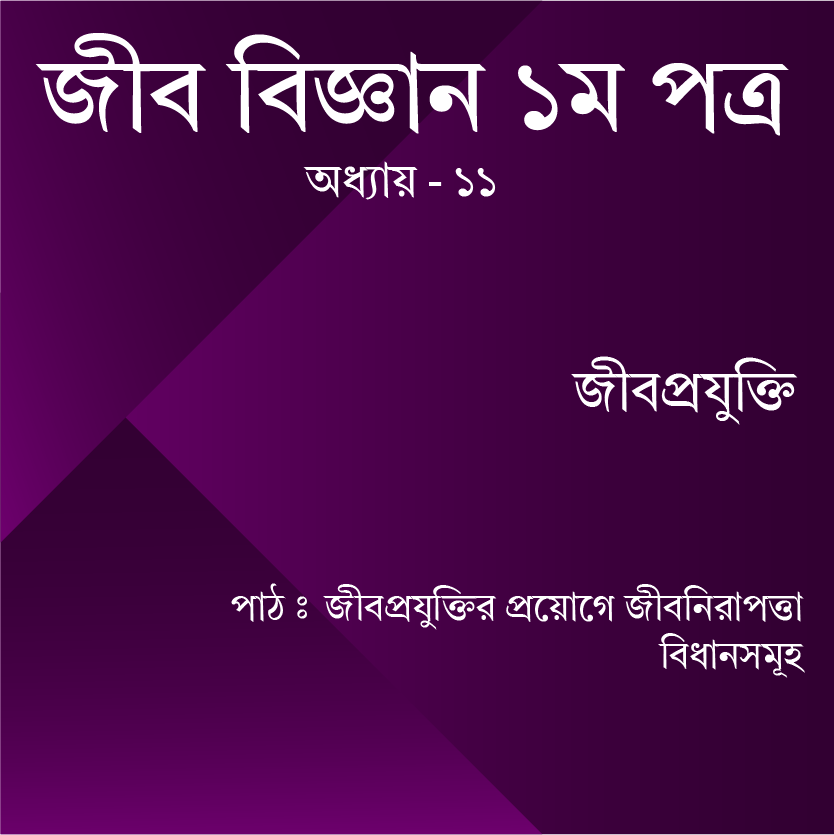 জীব বিজ্ঞান ১ম পত্র
অধ্যায় - ১১
জীবপ্রযুক্তি
পাঠ ঃ জীবপ্রযুক্তির প্রয়োগে জীবনিরাপত্তা
বিধানসমূহ